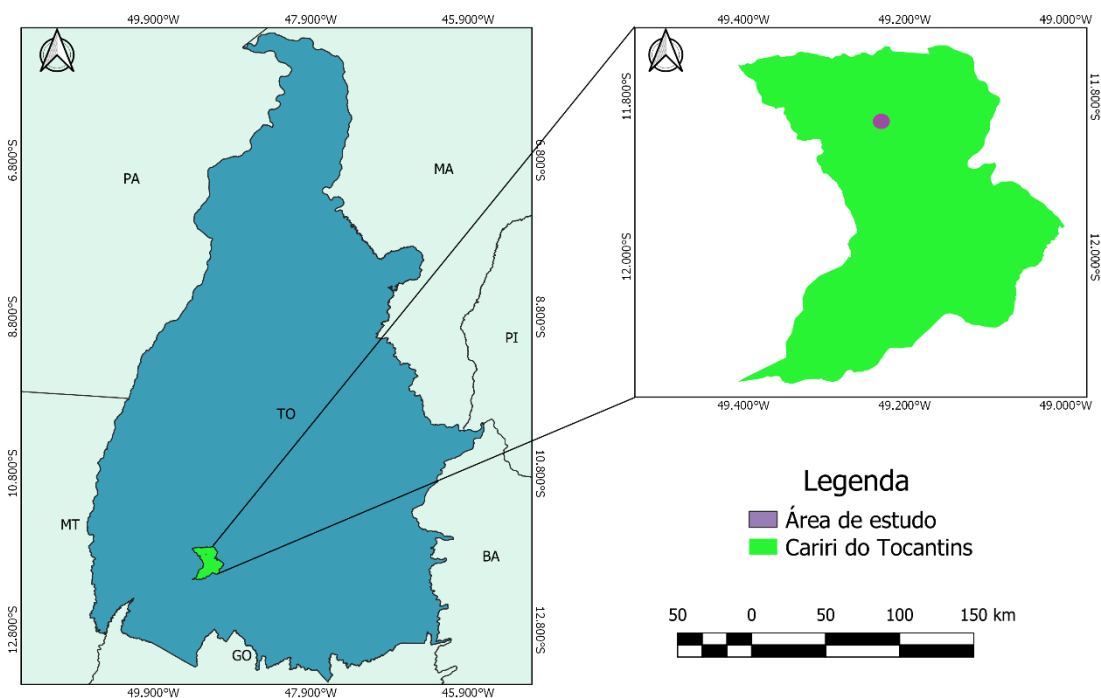 49.900°W 47.900°W 45.900°W
6.800°S
8.800°S
10.800°S
12.800°S
PA
MA
PI
TO
MT
BA
GO
6.800°S
8.800°S
10.800°S
12.800°S
49.900°W 47.900°W 45.900°W
49.400°W 49.200°W 49.000°W
11.800°S
12.000°S
11.800°S
12.000°S
49.400°W 49.200°W 49.000°W
Legenda
Área de estudo
Cariri do Tocantins
50 0 50 100 150 km